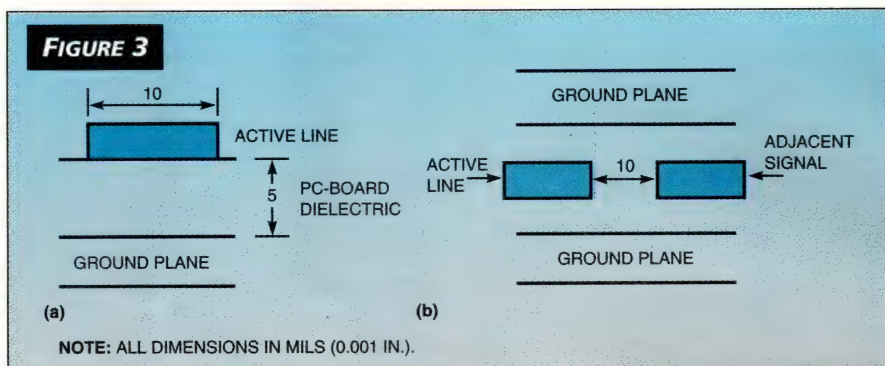 FIGURE 3
10
ACTIVE LINE
5
PC-BOARD
DIELECTRIC
GROUND PLANE
(a)
GROUND PLANE
ACTIVE
LINE
10
ADJACENT
SIGNAL
GROUND PLANE
(b)
NOTE: ALL DIMENSIONS IN MILS (0.001 IN.).